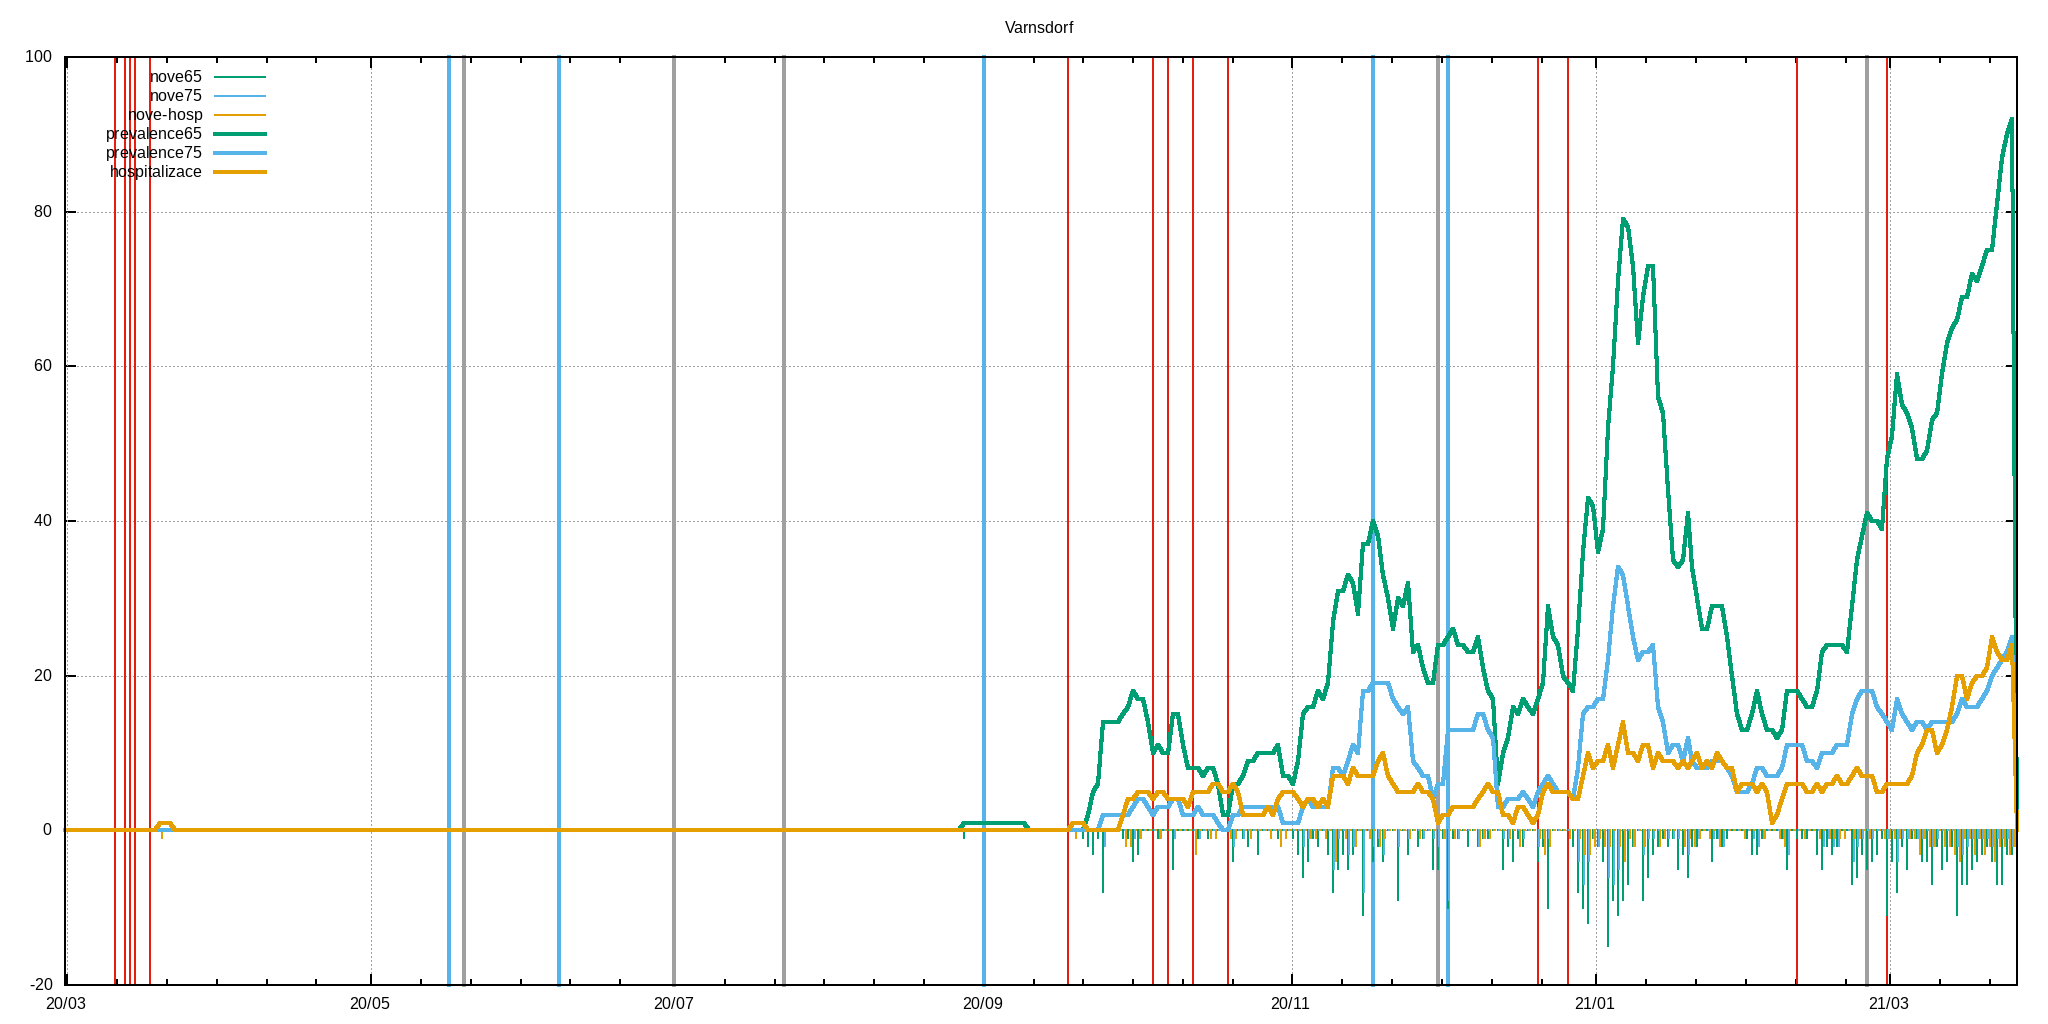 Varnsdorf
100
nove65
nove75
nove-hosp
prevalence65
prevalence75
hospitalizace
80
60
40
20
0
-20
20/03 20/05 20/07 20/09 20/11 21/01 21/03